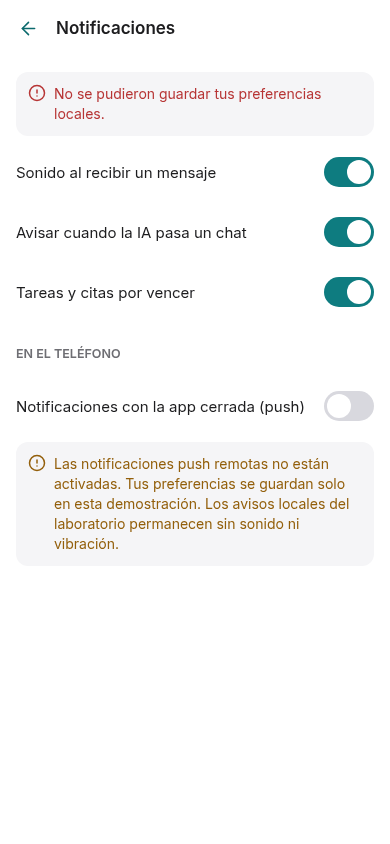 Notificaciones
No se pudieron guardar tus preferencias
locales.
Sonido al recibir un mensaje
Avisar cuando la IA pasa un chat
Tareas y citas por vencer
EN EL TELÉFONO
Notificaciones con la app cerrada (push)
Las notificaciones push remotas no están
activadas. Tus preferencias se guardan solo
en esta demostración. Los avisos locales del
laboratorio permanecen sin sonido ni
vibración.